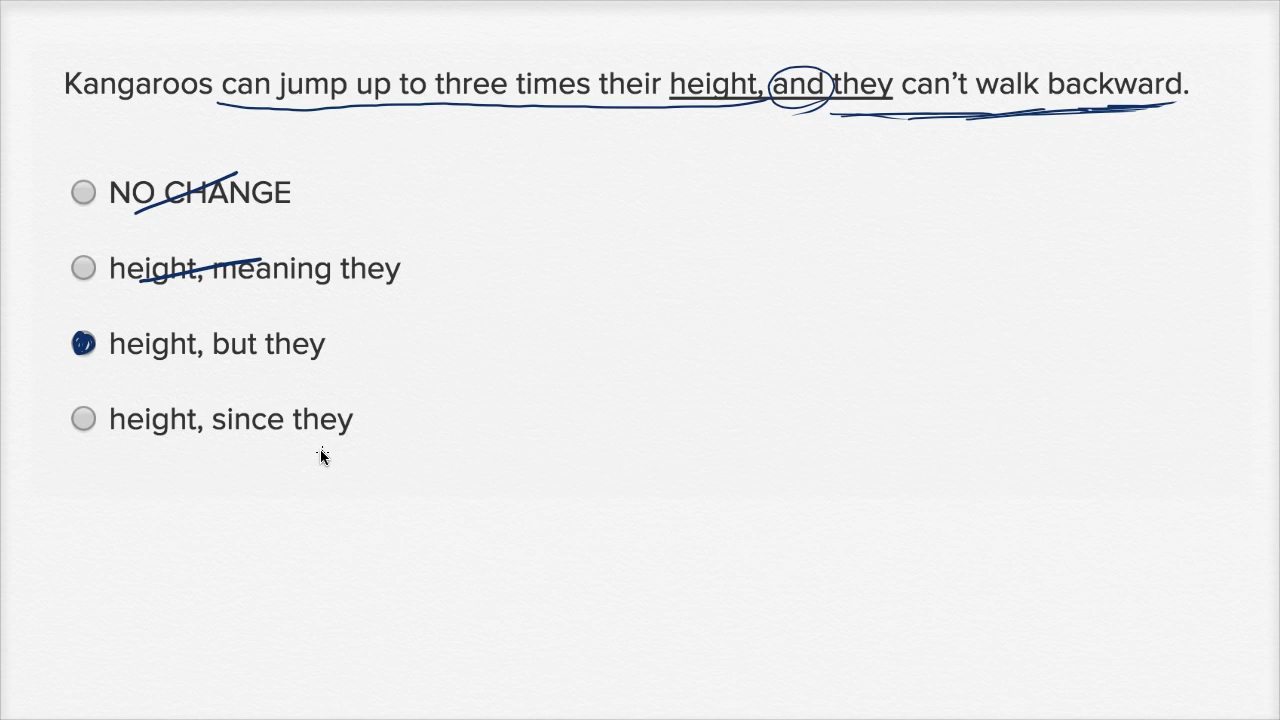 Kangaroos can jump up to three times their height, and they can’t walk backward.
NO CHANGE
height, meaning they
height, but they
height, since they